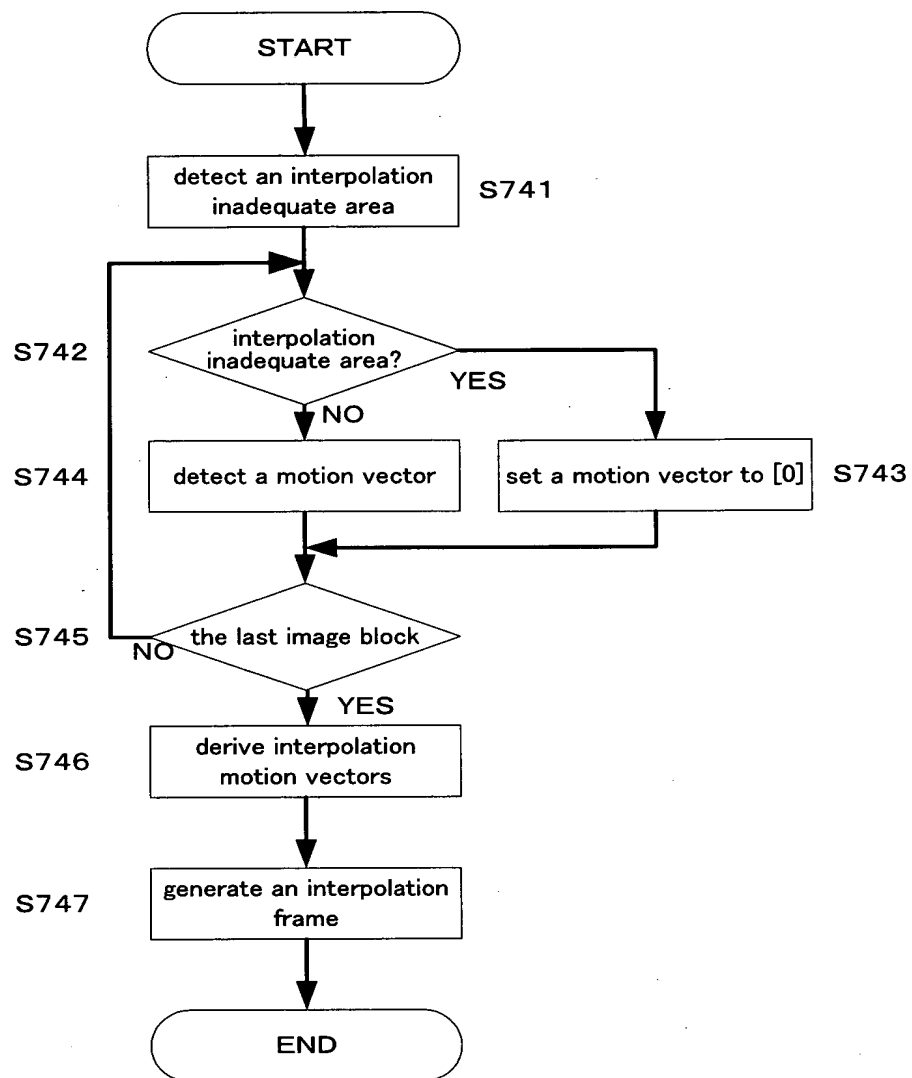 START
detect an interpolation
inadequate area
S741
S742
interpolation
inadequate area?
YES
NO
S744
detect a motion vector
set a motion vector to [0]
S743
S745
the last image block
NO
YES
S746
derive interpolation
motion vectors
S747
generate an interpolation
frame
END